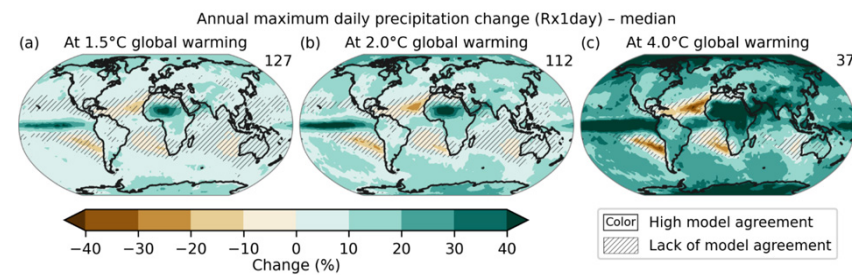 Annual maximum daily precipitation change (Rx1day) – median
(a) At 1.5°C global warming
127
(b) At 2.0°C global warming
112
(c) At 4.0°C global warming
37
−40 −30 −20 −10 0 10 20 30 40
Change (%)
Color High model agreement
Lack of model agreement